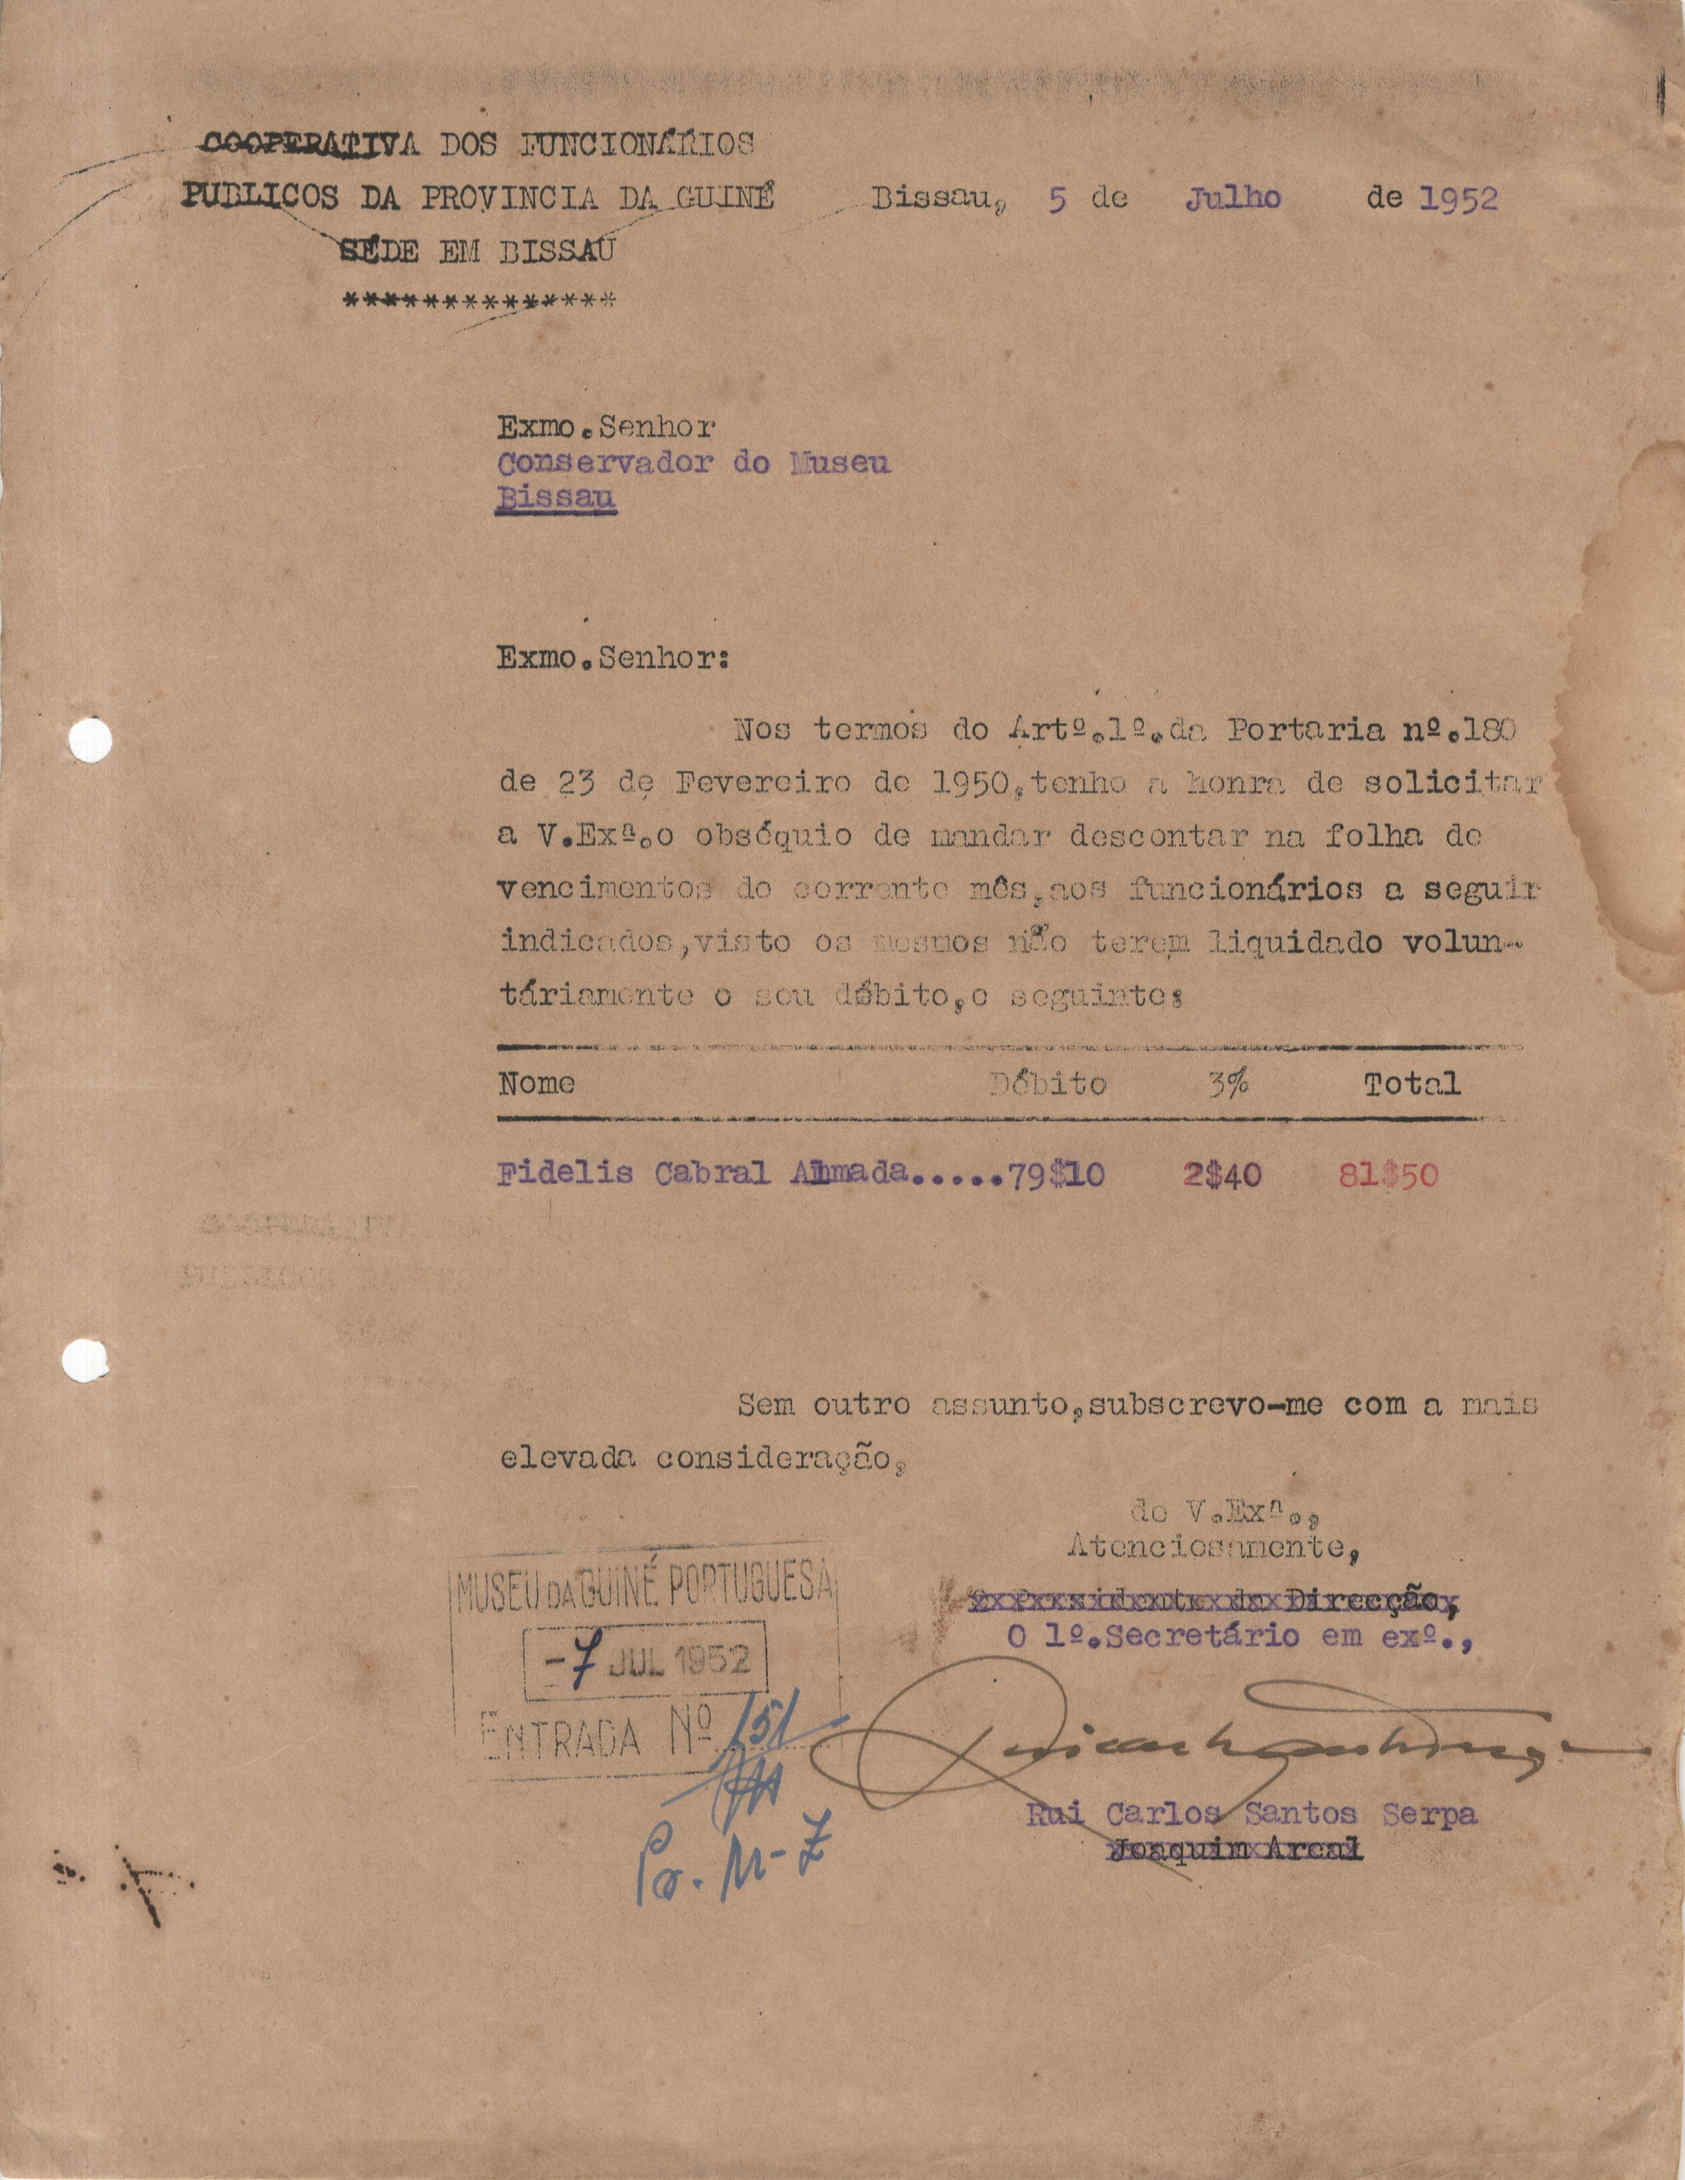 COOPERATIVA DOS FUNCIONÁRIOS
PUBLICOS DA PROVINCIA DA GUINÉ
SÉDE EM BISSAU
**************
Bissau, 5 de Julho de 1952
Exmo.Senhor
Conservador do Museu
Bissau
Exmo.Senhor:
Nos termos do Artº.1º.da Portaria nº.180
de 23 de Fevereiro de 1950,tenho a honra de solicitar
a V.Exª.o obséquio de mandar descontar na folha de
vencimentos do corrente mês,aos funcionários a seguir
indicados,visto os mesmos não terem liquidado volun-
táriamente o seu débito,o seguinte:
Nome Débito 3% Total
Fidelis Cabral Almada.....79$10 2$40 81$50
Sem outro assunto,subscrevo-me com a mais
elevada consideração,
de V.Exª.,
Atenciosamente,
O Presidente da Direcção,
O 1º.Secretário em exº.,
Rui Carlos Santos Serpa
Joaquim Areal
MUSEU DA GUINÉ PORTUGUESA
-7 JUL 1952
ENTRADA Nº 151